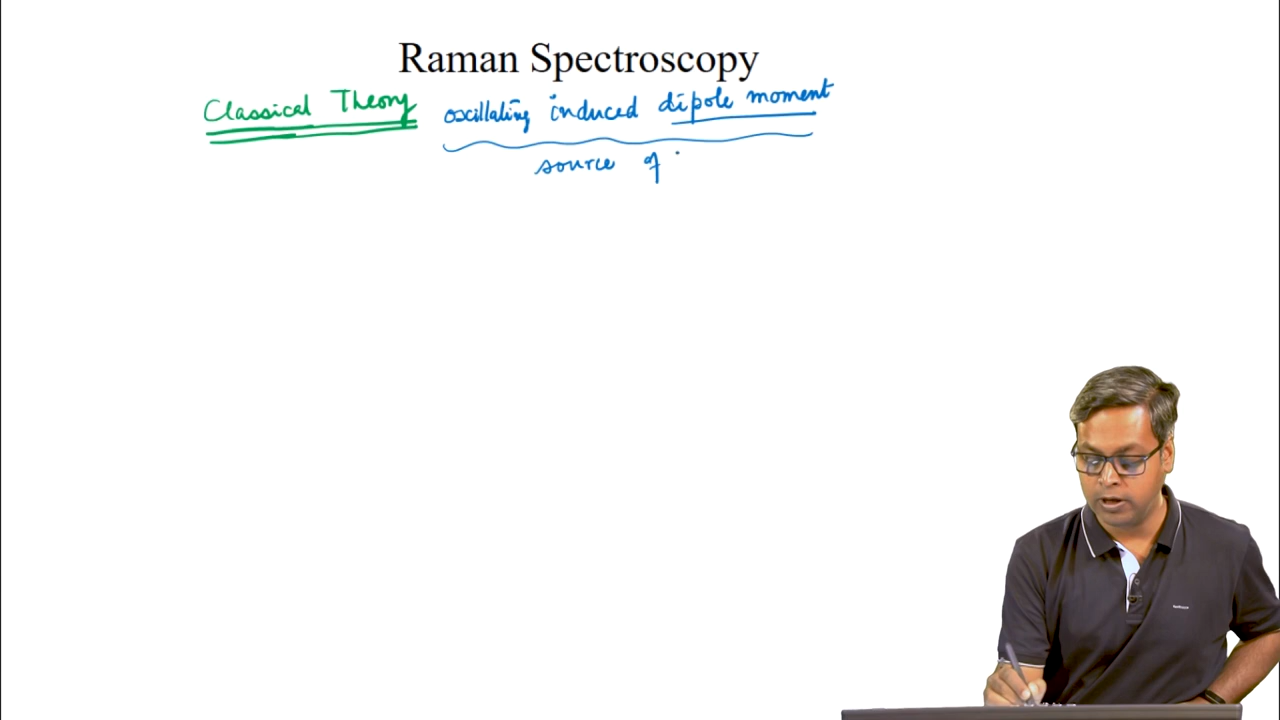 Raman Spectroscopy
Classical Theory oscillating induced dipole moment
source of